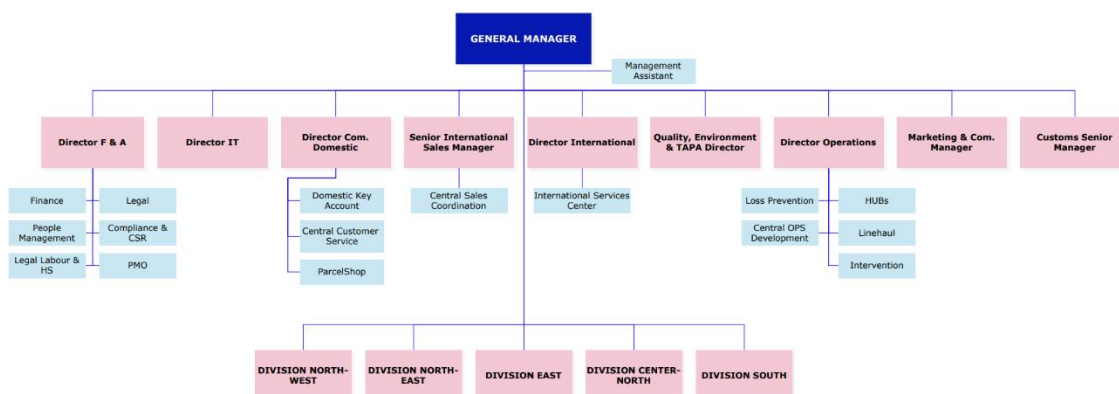 GENERAL MANAGER
Management
Assistant
Director F & A
Director IT
Director Com.
Domestic
Senior International
Sales Manager
Director International
Quality, Environment
& TAPA Director
Director Operations
Marketing & Com.
Manager
Customs Senior
Manager
Finance
Legal
People
Management
Compliance &
CSR
Legal Labour &
HS
PMO
Domestic Key
Account
Central Customer
Service
ParcelShop
Central Sales
Coordination
International Services
Center
Loss Prevention
HUBs
Central OPS
Development
Linehaul
Intervention
DIVISION NORTH-
WEST
DIVISION NORTH-
EAST
DIVISION EAST
DIVISION CENTER-
NORTH
DIVISION SOUTH